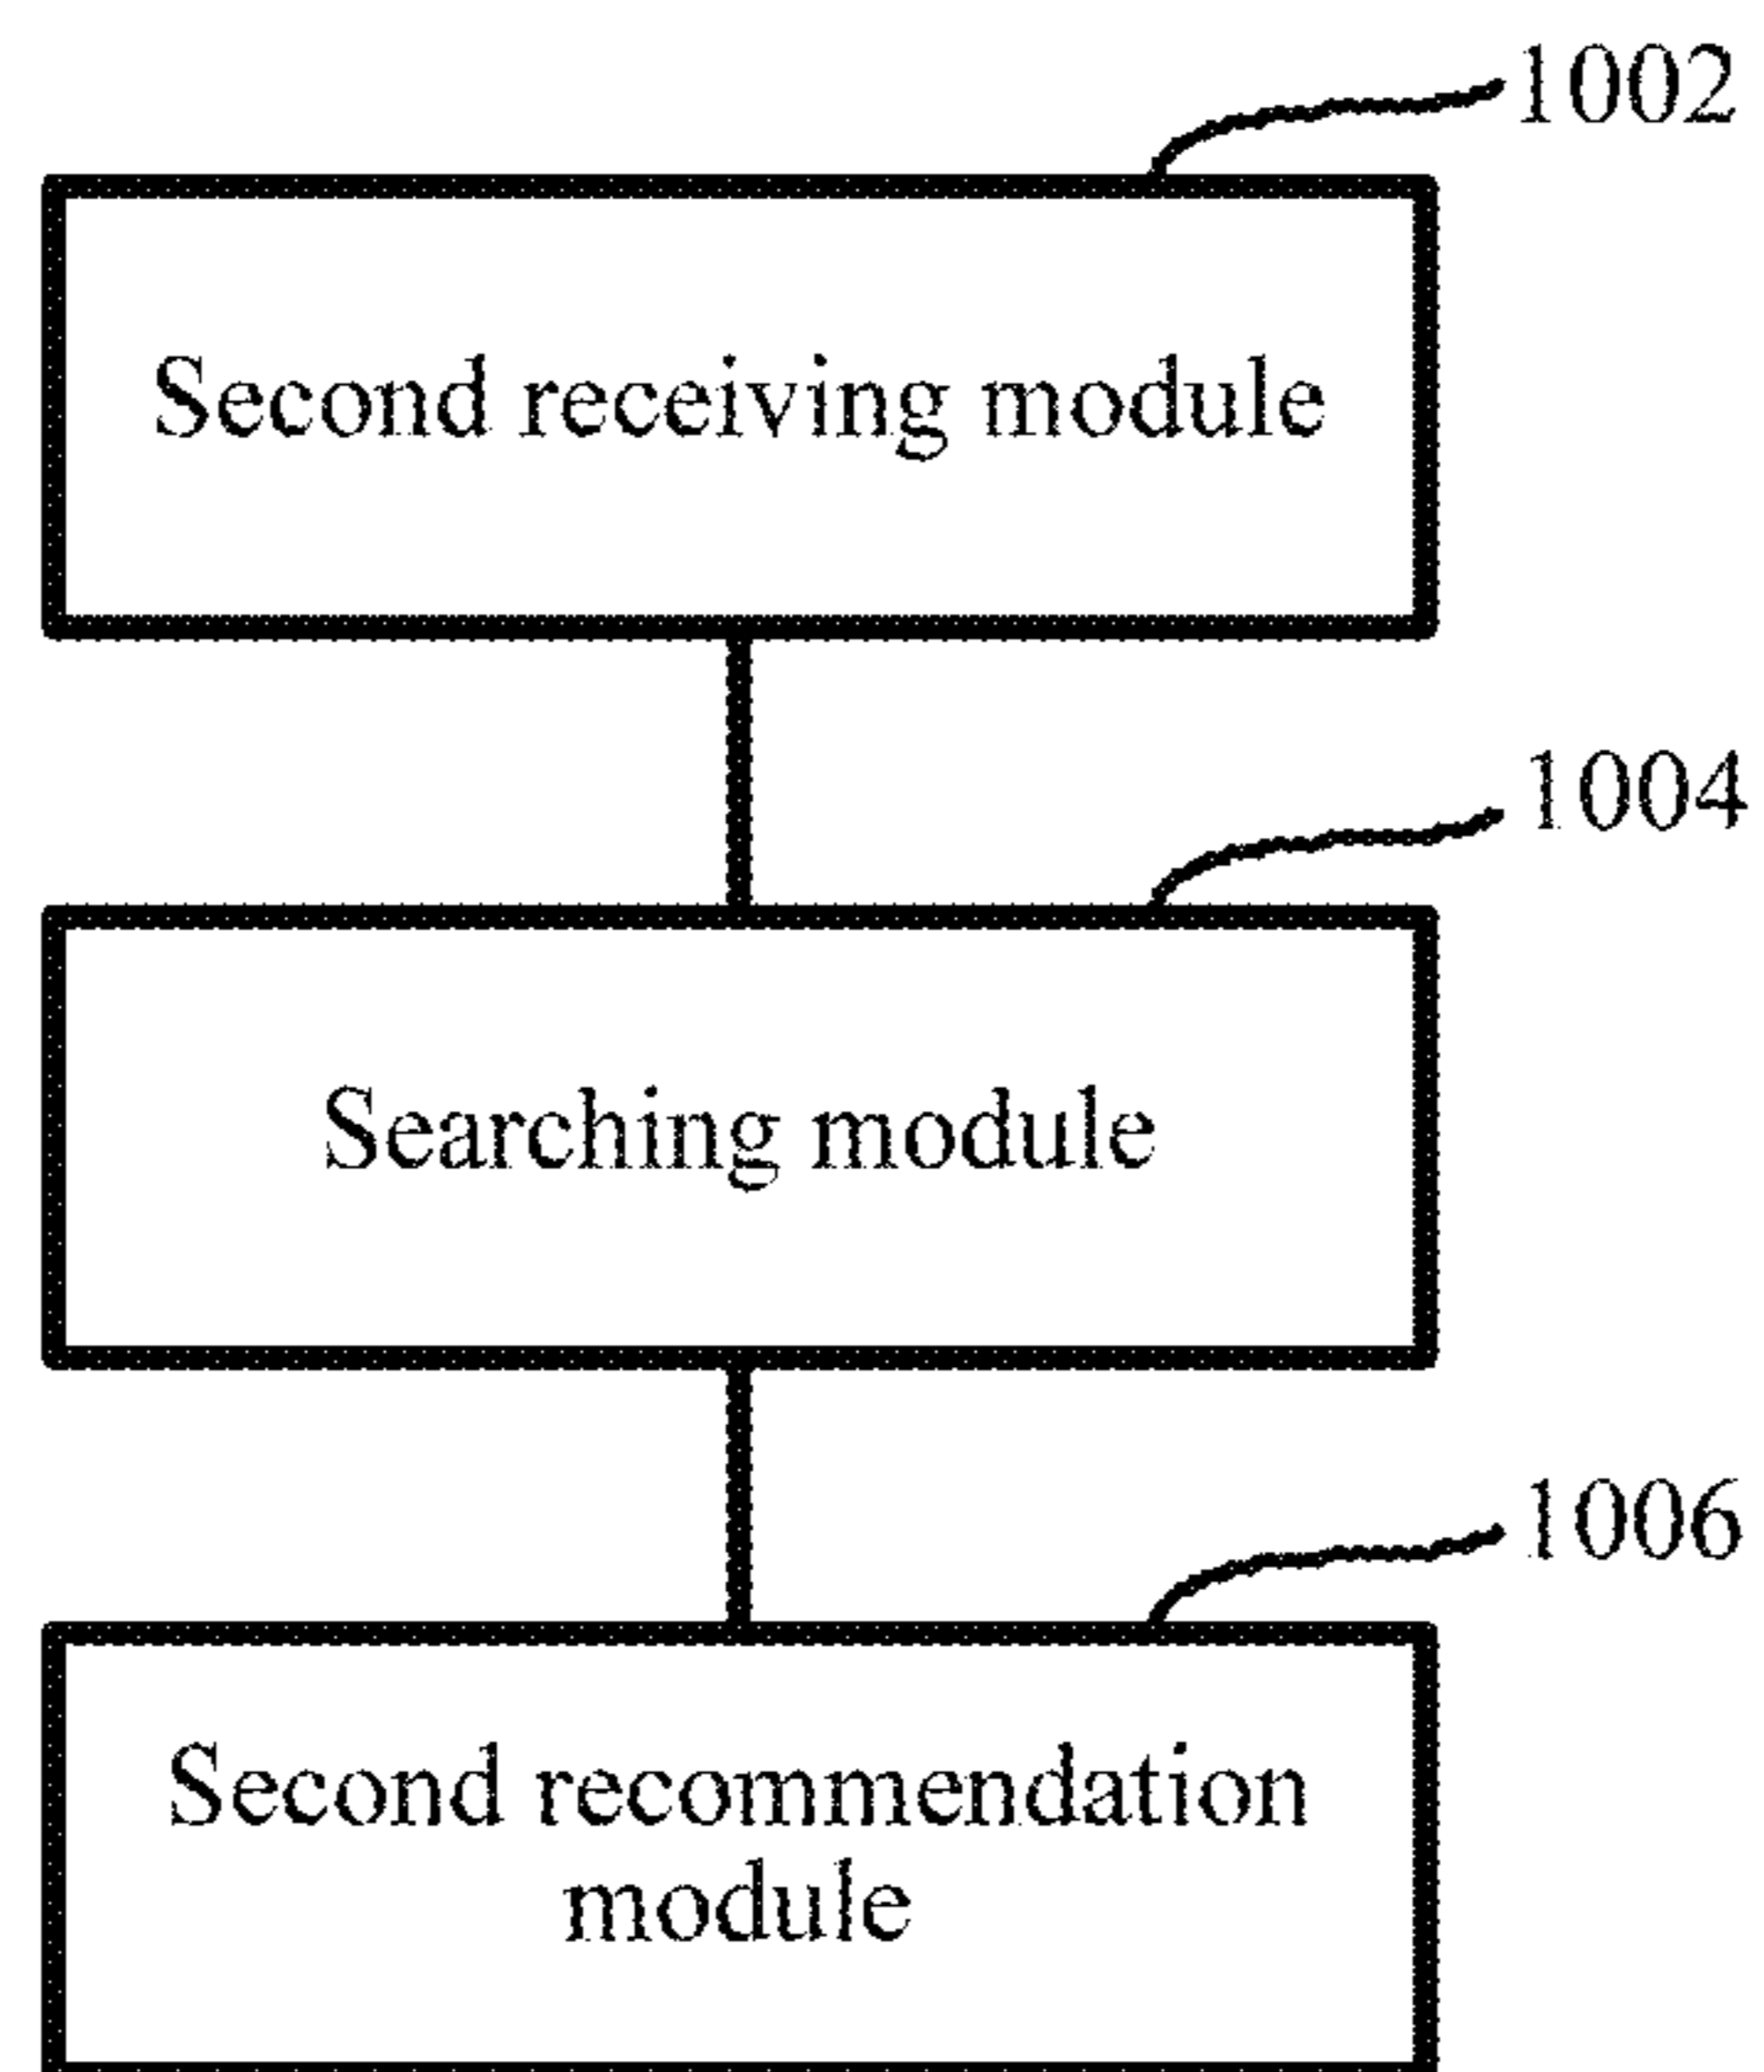 1002
Second receiving module
1004
Searching module
1006
Second recommendation
module